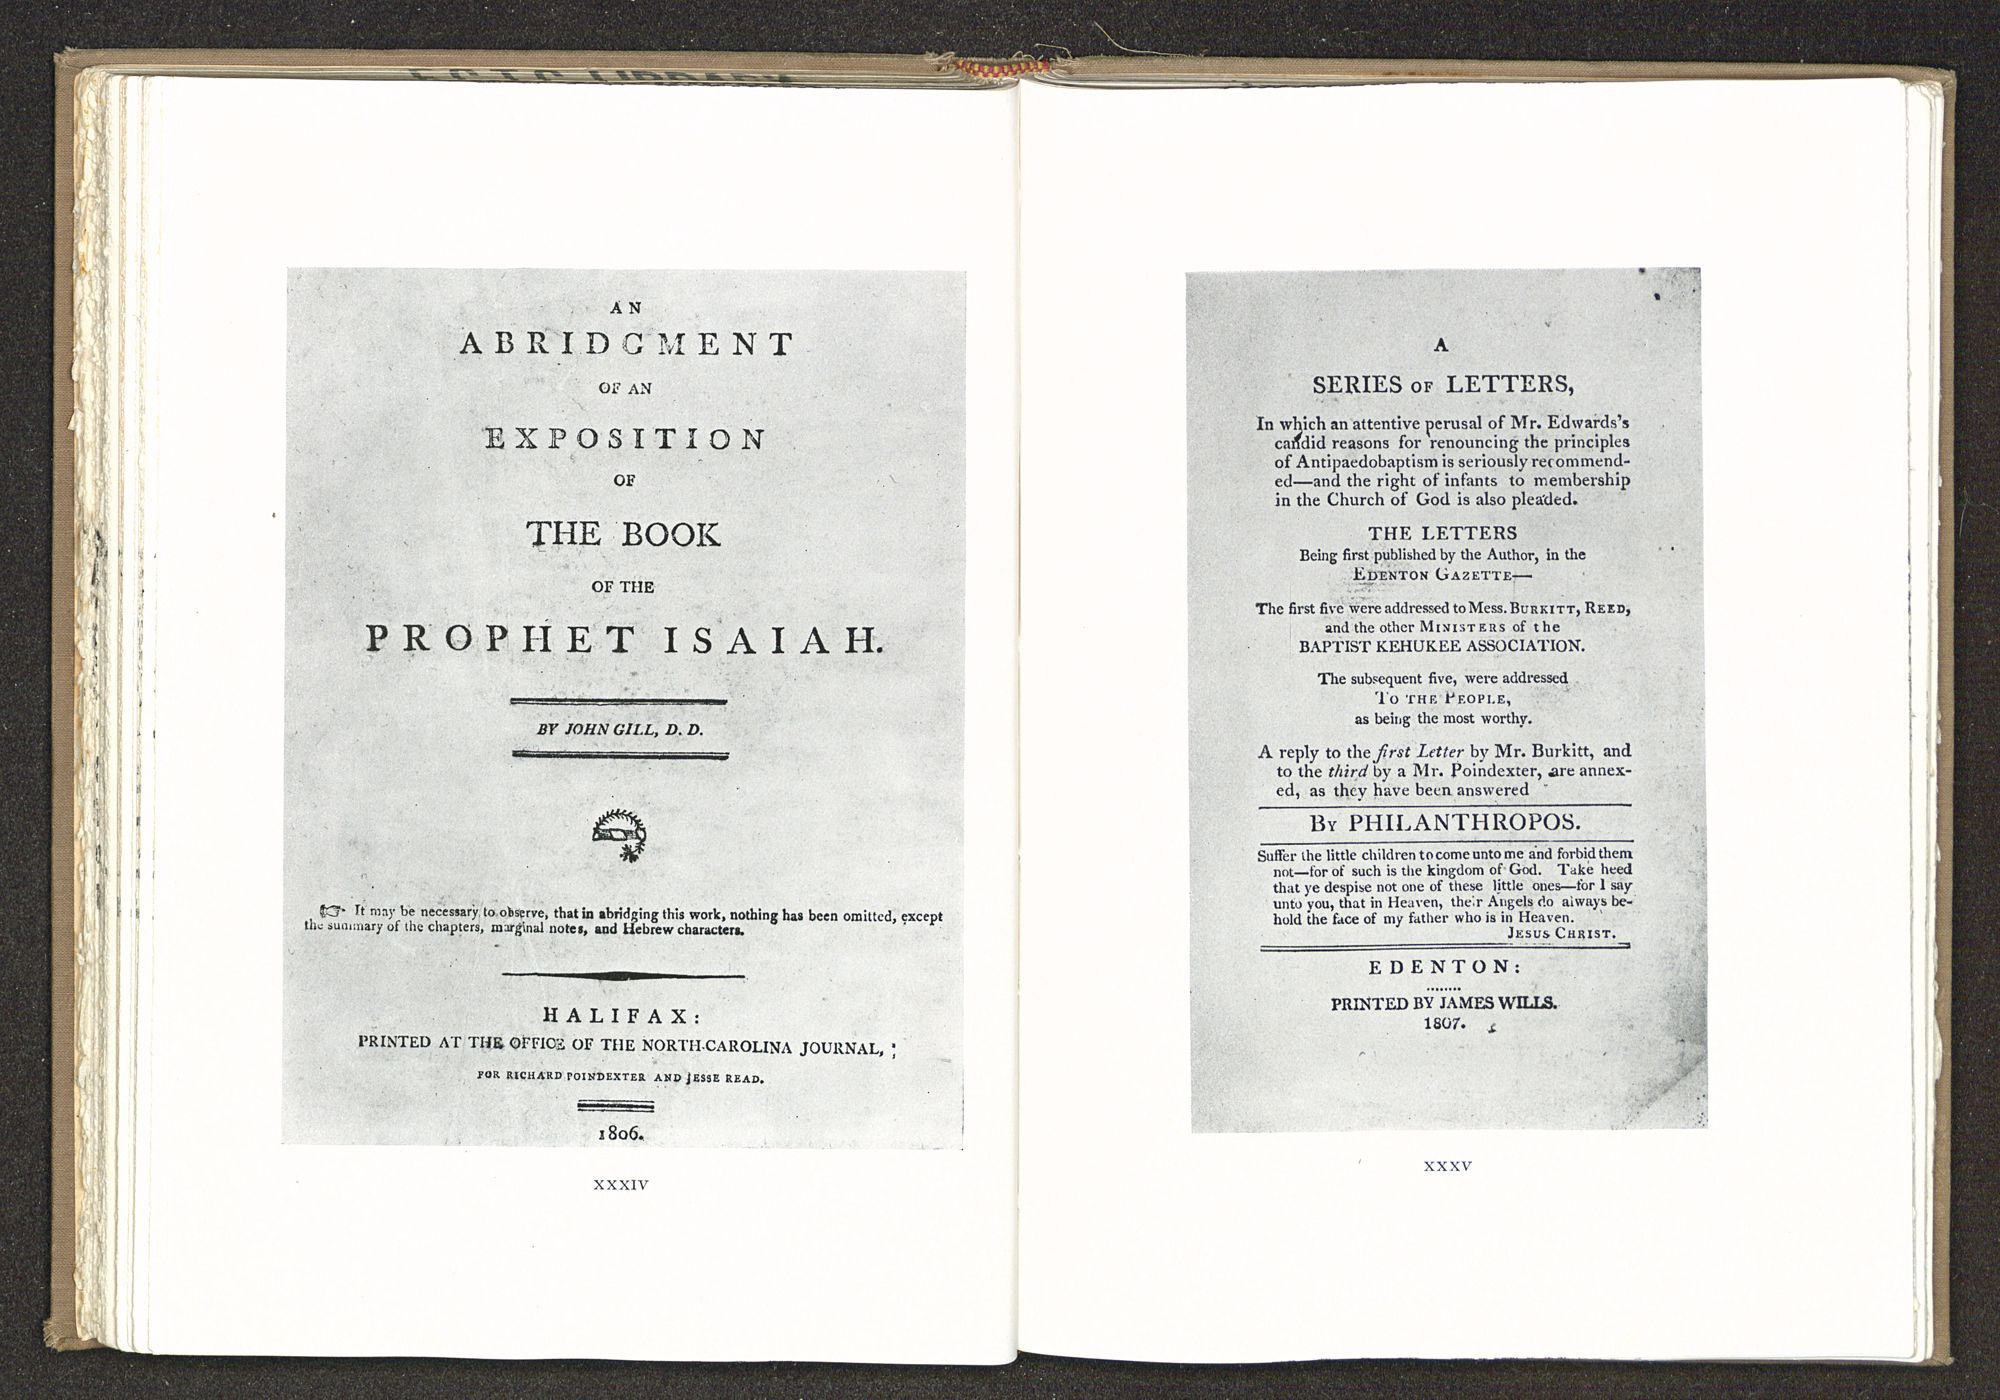 AN
ABRIDGMENT
OF AN
EXPOSITION
OF
THE BOOK
OF THE
PROPHET ISAIAH.
BY JOHN GILL, D. D.
☞ It may be necessary to observe, that in abridging this work, nothing has been omitted, except
the summary of the chapters, marginal notes, and Hebrew characters.
HALIFAX:
PRINTED AT THE OFFICE OF THE NORTH-CAROLINA JOURNAL,
FOR RICHARD POINDEXTER AND JESSE READ.
1806.
XXXIV
A
SERIES OF LETTERS,
In which an attentive perusal of Mr. Edwards's
candid reasons for renouncing the principles
of Antipaedobaptism is seriously recommend-
ed—and the right of infants to membership
in the Church of God is also pleaded.
THE LETTERS
Being first published by the Author, in the
EDENTON GAZETTE—
The first five were addressed to Mess. BURKITT, REED,
and the other MINISTERS of the
BAPTIST KEHUKEE ASSOCIATION.
The subsequent five, were addressed
TO THE PEOPLE,
as being the most worthy.
A reply to the first Letter by Mr. Burkitt, and
to the third by a Mr. Poindexter, are annex-
ed, as they have been answered
BY PHILANTHROPOS.
Suffer the little children to come unto me and forbid them
not—for of such is the kingdom of God. Take heed
that ye despise not one of these little ones—for I say
unto you, that in Heaven, their Angels do always be-
hold the face of my father who is in Heaven.
JESUS CHRIST.
EDENTON:
PRINTED BY JAMES WILLS.
1807.
XXXV